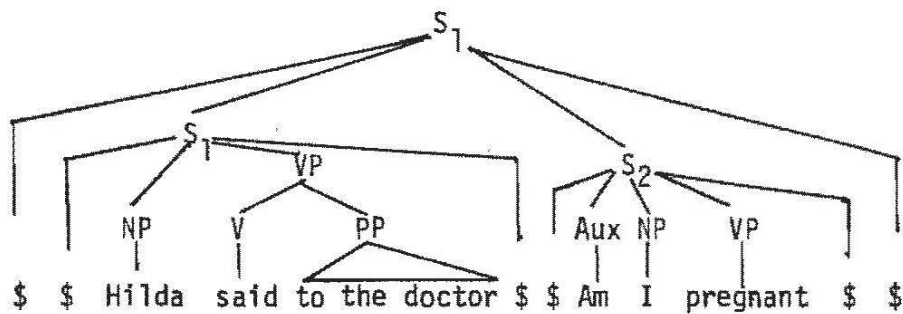 S1
S1 VP S2
NP V PP Aux NP VP
$ $ Hilda said to the doctor $ $ Am I pregnant $ $